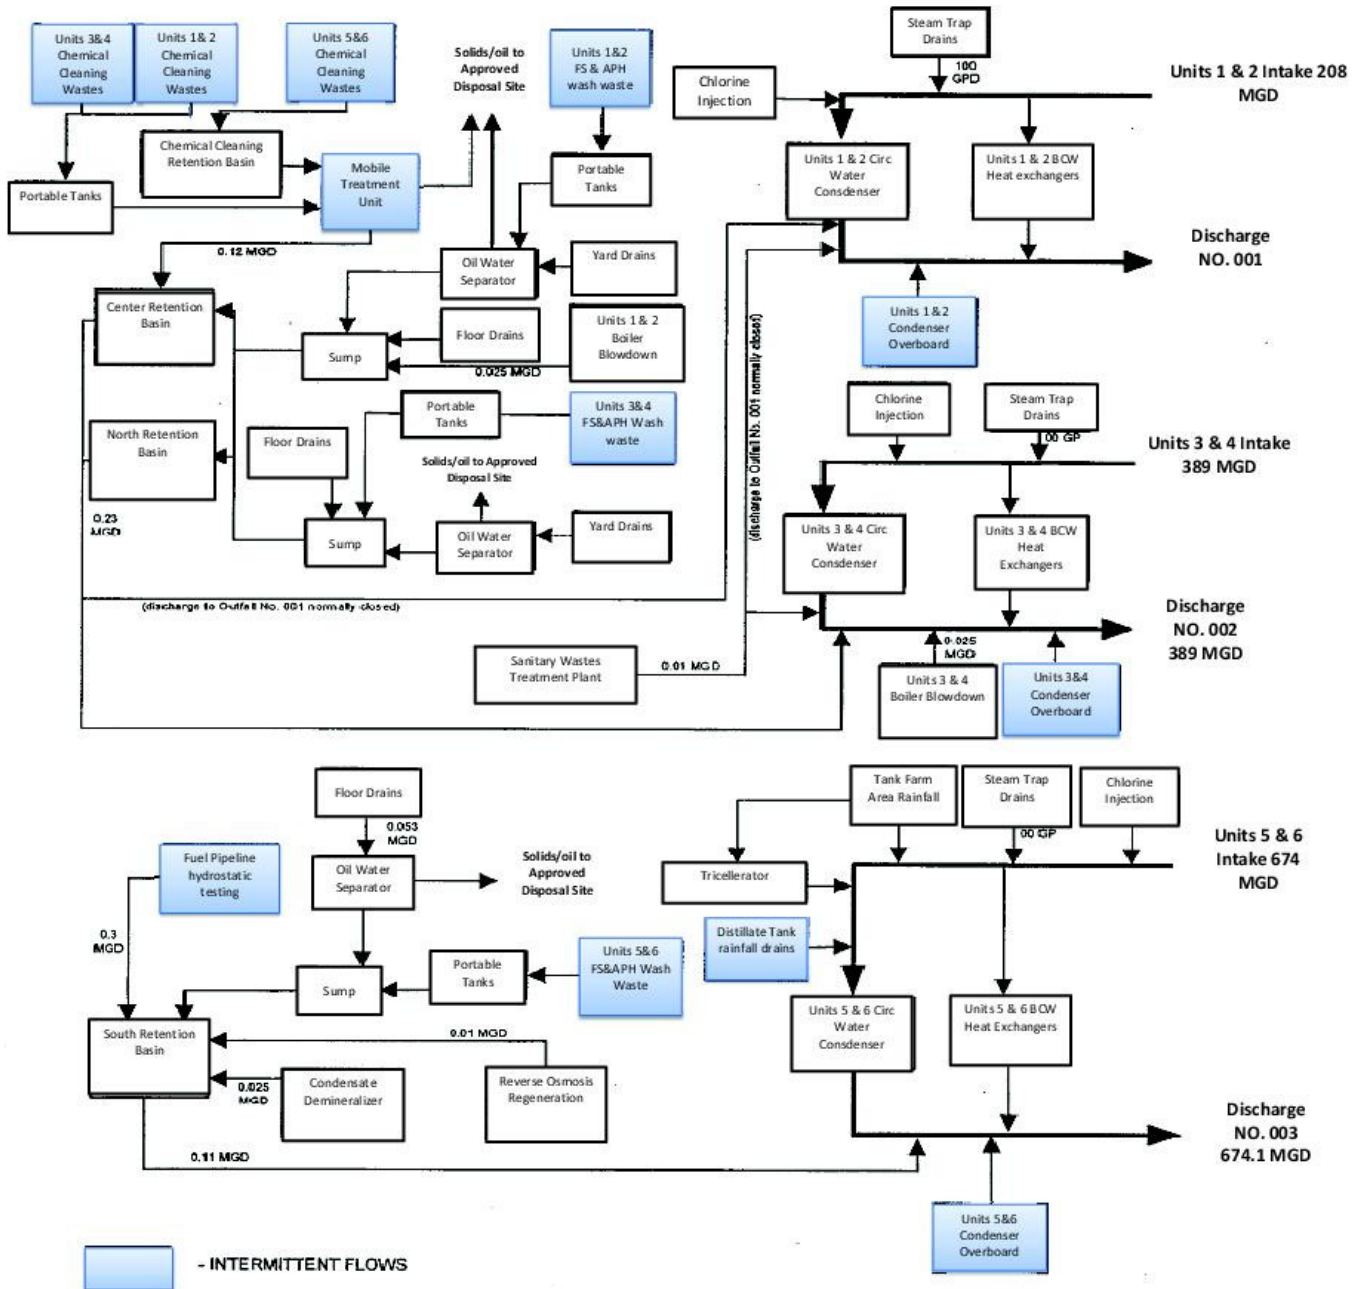 Units 3&4
Chemical
Cleaning
Wastes
Units 1& 2
Chemical
Cleaning
Wastes
Units 5&6
Chemical
Cleaning
Wastes
Solids/oil to
Approved
Disposal Site
Units 1&2
FS & APH
wash waste
Steam Trap
Drains
100
GPD
Units 1 & 2 Intake 208
MGD
Chlorine
Injection
Chemical Cleaning
Retention Basin
Mobile
Treatment
Unit
Portable Tanks
Portable
Tanks
Units 1 & 2 Circ
Water
Consdenser
Units 1 & 2 BCW
Heat exchangers
0.12 MGD
Oil Water
Separator
Yard Drains
Discharge
NO. 001
Center Retention
Basin
Sump
Floor Drains
Units 1 & 2
Boiler
Blowdown
0.025 MGD
Units 1 & 2
Condenser
Overboard
(discharge to Outfall No. 001 normally closed)
Portable
Tanks
Units 3&4
FS&APH Wash
waste
Chlorine
Injection
Steam Trap
Drains
00 GP
Units 3 & 4 Intake
389 MGD
North Retention
Basin
Floor Drains
Solids/oil to Approved
Disposal Site
0.23
MGD
Sump
Oil Water
Separator
Yard Drains
Units 3 & 4 Circ
Water
Consdenser
Units 3 & 4 BCW
Heat
Exchangers
(discharge to Outfall No. 001 normally closed)
Discharge
NO. 002
389 MGD
Sanitary Wastes
Treatment Plant
0.01 MGD
0.025
MGD
Units 3 & 4
Boiler Blowdown
Units 3&4
Condenser
Overboard
Floor Drains
0.053
MGD
Tank Farm
Area Rainfall
Steam Trap
Drains
00 GP
Chlorine
Injection
Units 5 & 6
Intake 674
MGD
Fuel Pipeline
hydrostatic
testing
Oil Water
Separator
Solids/oil to
Approved
Disposal Site
Tricellerator
0.3
MGD
Distillate Tank
rainfall drains
Sump
Portable
Tanks
Units 5&6
FS&APH Wash
Waste
South Retention
Basin
0.01 MGD
Units 5 & 6 Circ
Water
Consdenser
Units 5 & 6 BCW
Heat Exchangers
0.025
MGD
Condensate
Demineralizer
Reverse Osmosis
Regeneration
0.11 MGD
Discharge
NO. 003
674.1 MGD
Units 5&6
Condenser
Overboard
- INTERMITTENT FLOWS